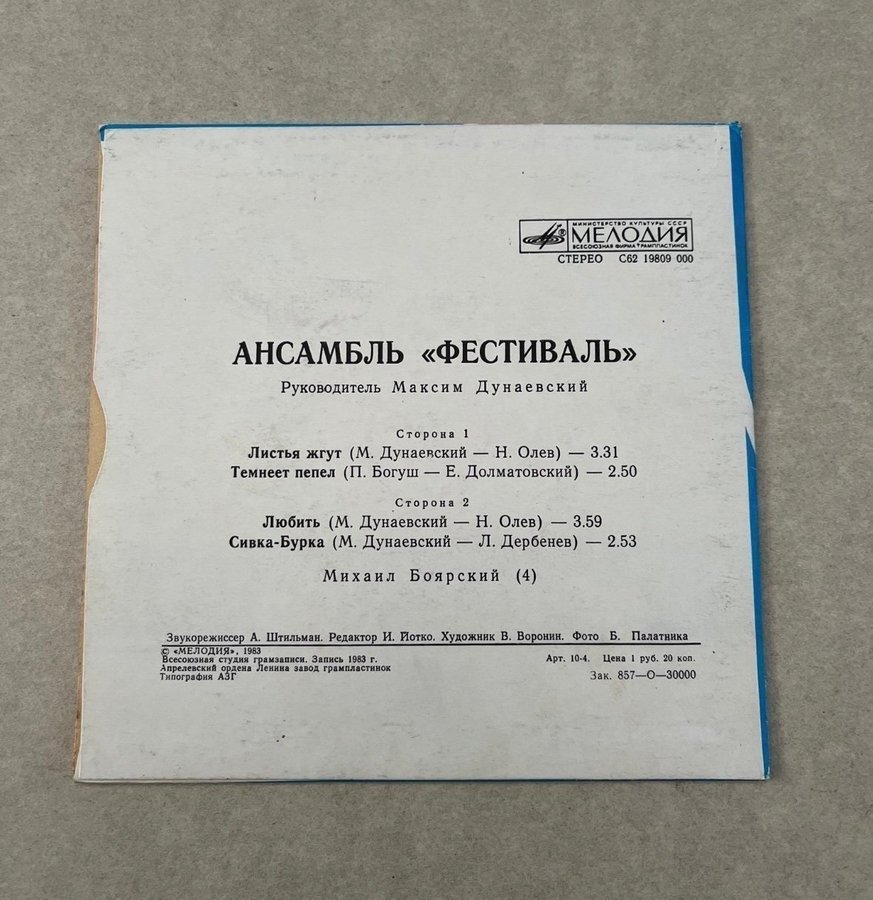 МИНИСТЕРСТВО КУЛЬТУРЫ СССР
МЕЛОДИЯ
ВСЕСОЮЗНАЯ ФИРМА ГРАМПЛАСТИНОК
СТЕРЕО С62 19809 000
АНСАМБЛЬ «ФЕСТИВАЛЬ»
Руководитель Максим Дунаевский
Сторона 1
Листья жгут (М. Дунаевский — Н. Олев) — 3.31
Темнеет пепел (П. Богуш — Е. Долматовский) — 2.50
Сторона 2
Любить (М. Дунаевский — Н. Олев) — 3.59
Сивка-Бурка (М. Дунаевский — Л. Дербенев) — 2.53
Михаил Боярский (4)
Звукорежиссер А. Штильман. Редактор И. Йотко. Художник В. Воронин. Фото Б. Палатника
© «МЕЛОДИЯ», 1983
Всесоюзная студия грамзаписи. Запись 1983 г.
Апрелевский ордена Ленина завод грампластинок
Типография АЗГ
Арт. 10-4. Цена 1 руб. 20 коп.
Зак. 857—О—30000